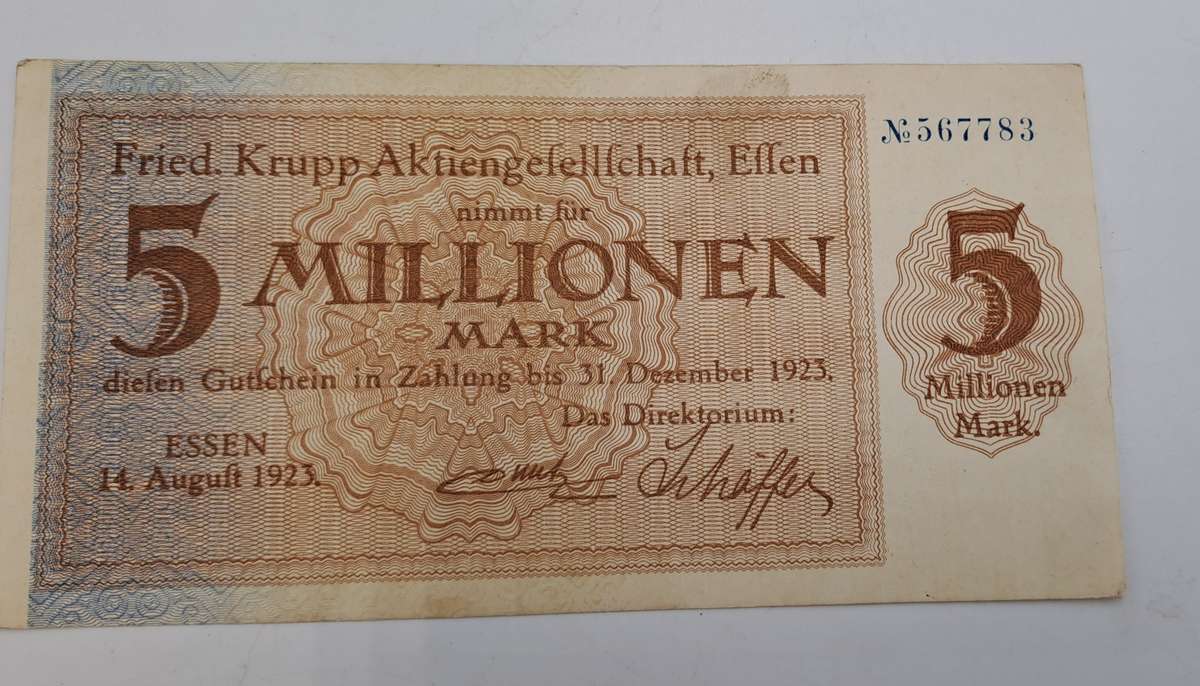 №567783
Fried. Krupp Aktiengeſellſchaft, Eſſen
nimmt für
5 MILLIONEN
MARK
dieſen Gutſchein in Zahlung bis 31. Dezember 1923.
Das Direktorium:
ESSEN
14. Auguſt 1923.
Schäffer
5
Millionen
Mark.